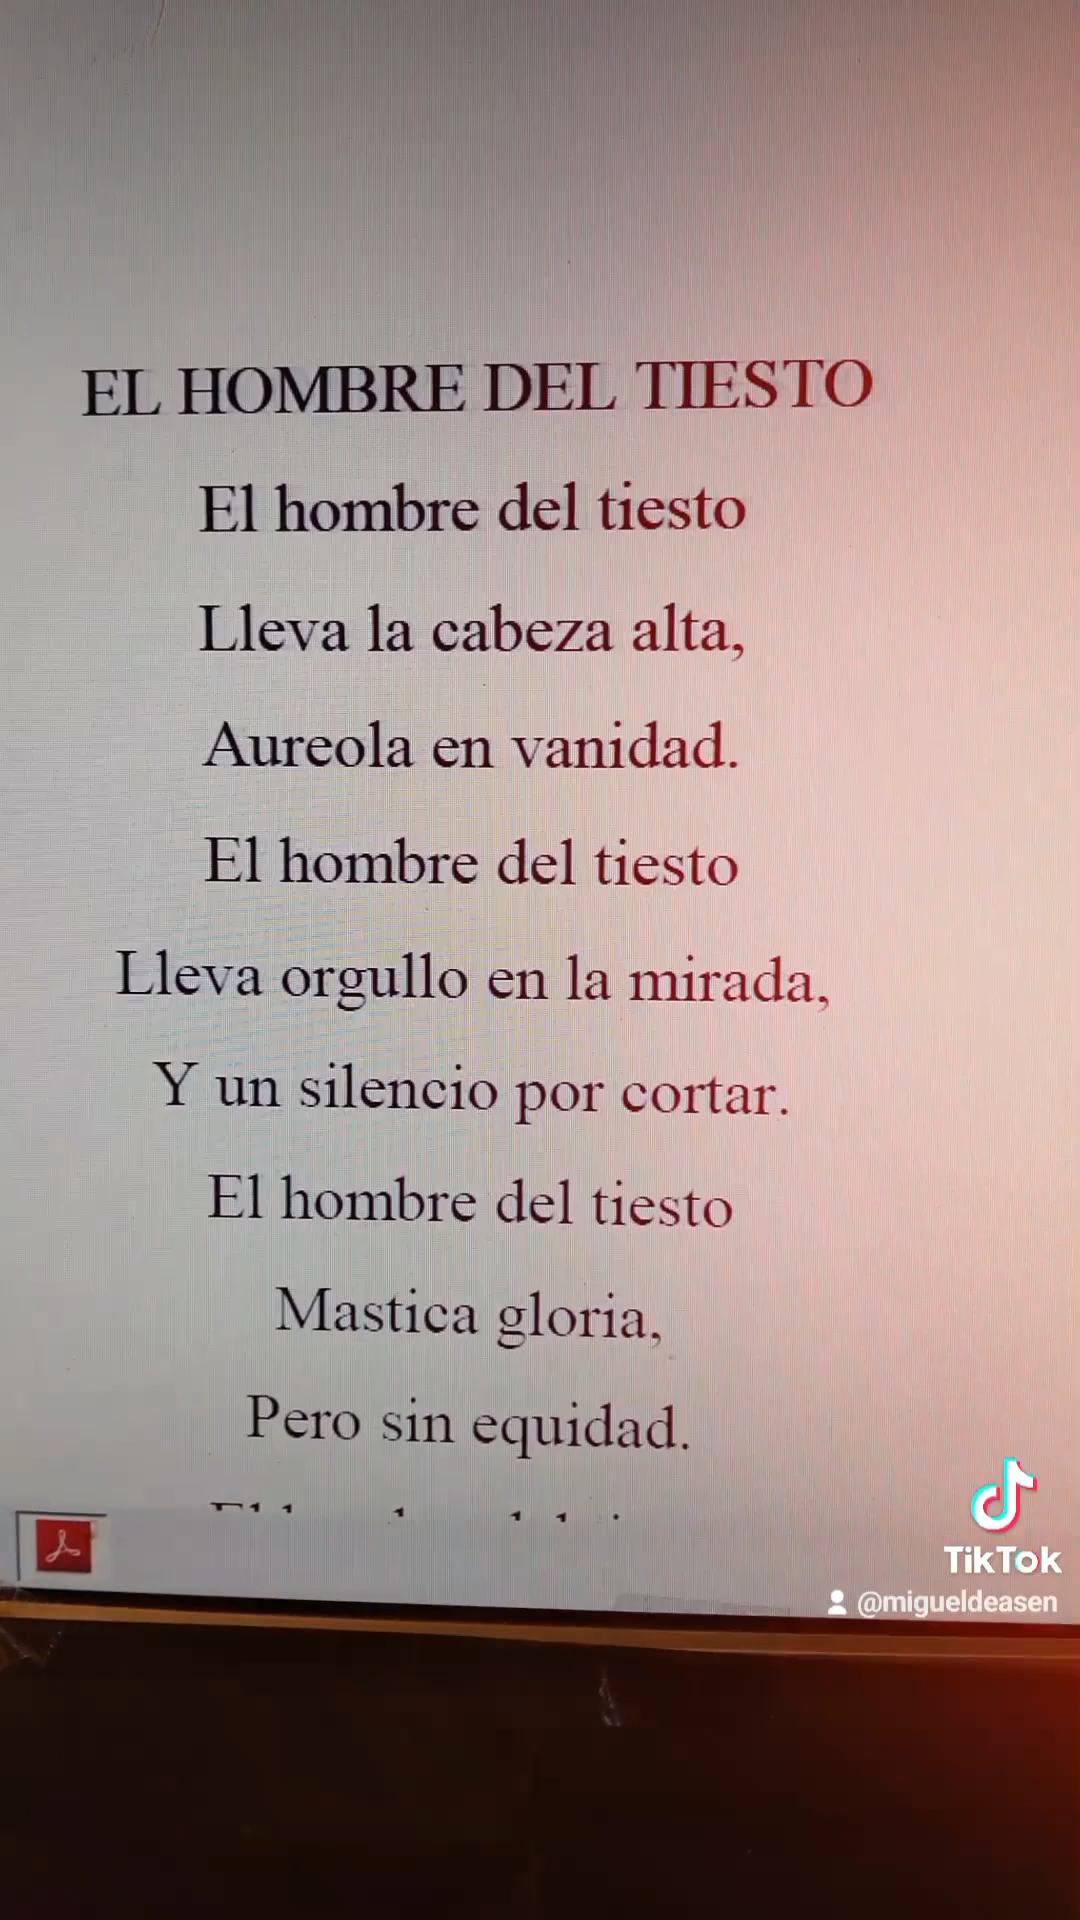 EL HOMBRE DEL TIESTO
El hombre del tiesto
Lleva la cabeza alta,
Aureola en vanidad.
El hombre del tiesto
Lleva orgullo en la mirada,
Y un silencio por cortar.
El hombre del tiesto
Mastica gloria,
Pero sin equidad.
TikTok
@migueldeasen